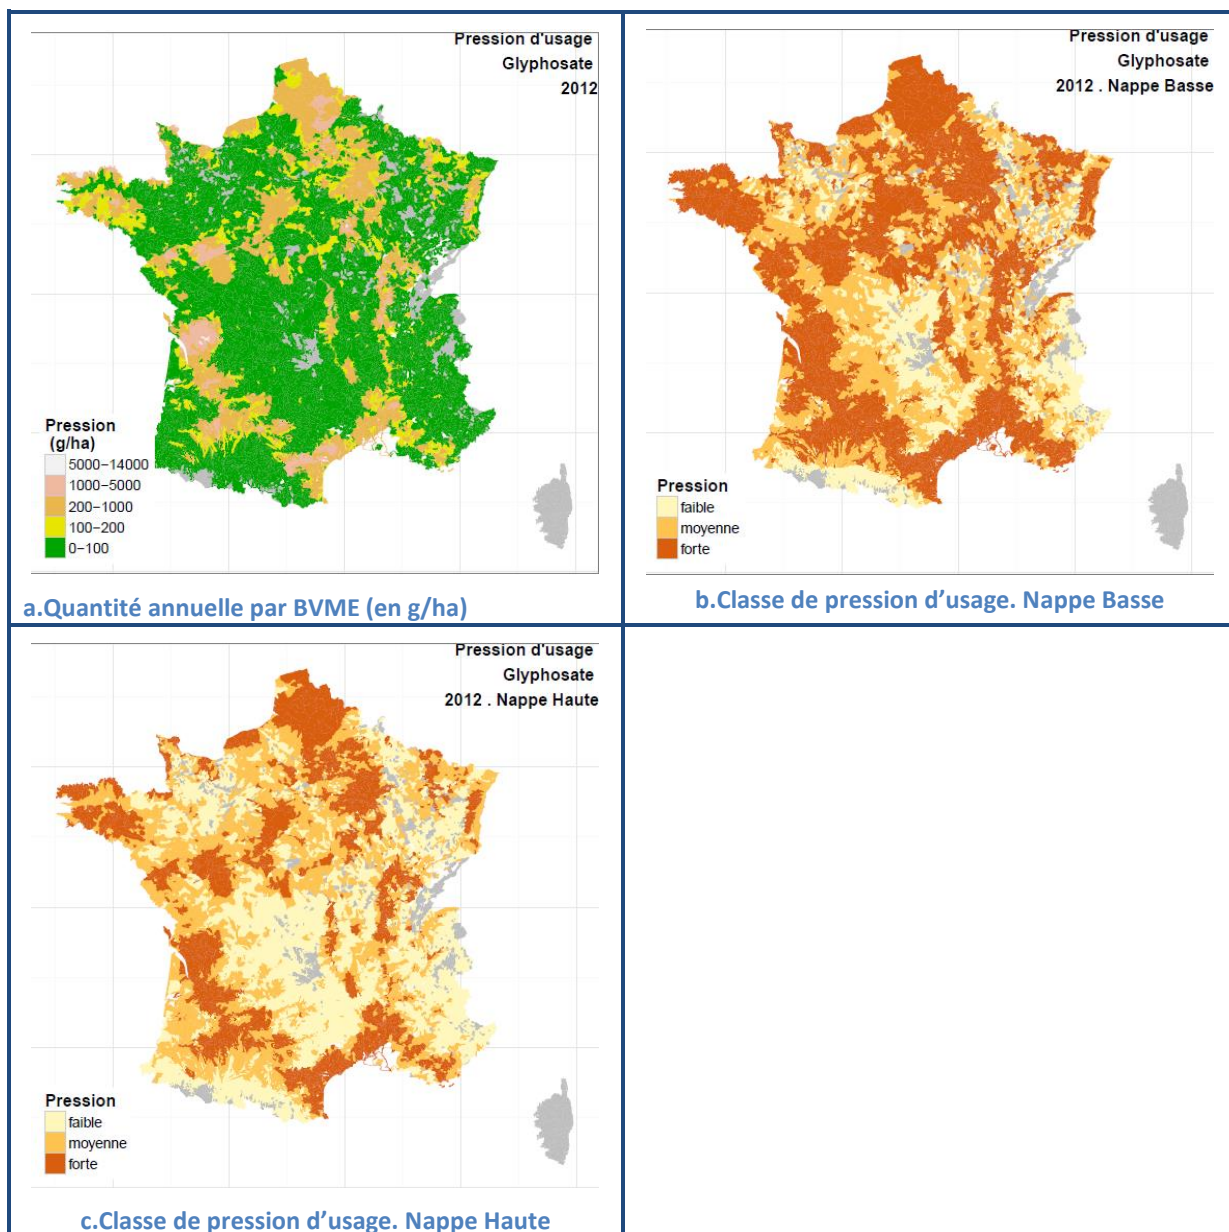 Pression d'usage
Glyphosate
2012
Pression
(g/ha)
5000−14000
1000−5000
200−1000
100−200
0−100
a.Quantité annuelle par BVME (en g/ha)
Pression d'usage
Glyphosate
2012 . Nappe Basse
Pression
faible
moyenne
forte
b.Classe de pression d’usage. Nappe Basse
Pression d'usage
Glyphosate
2012 . Nappe Haute
Pression
faible
moyenne
forte
c.Classe de pression d’usage. Nappe Haute